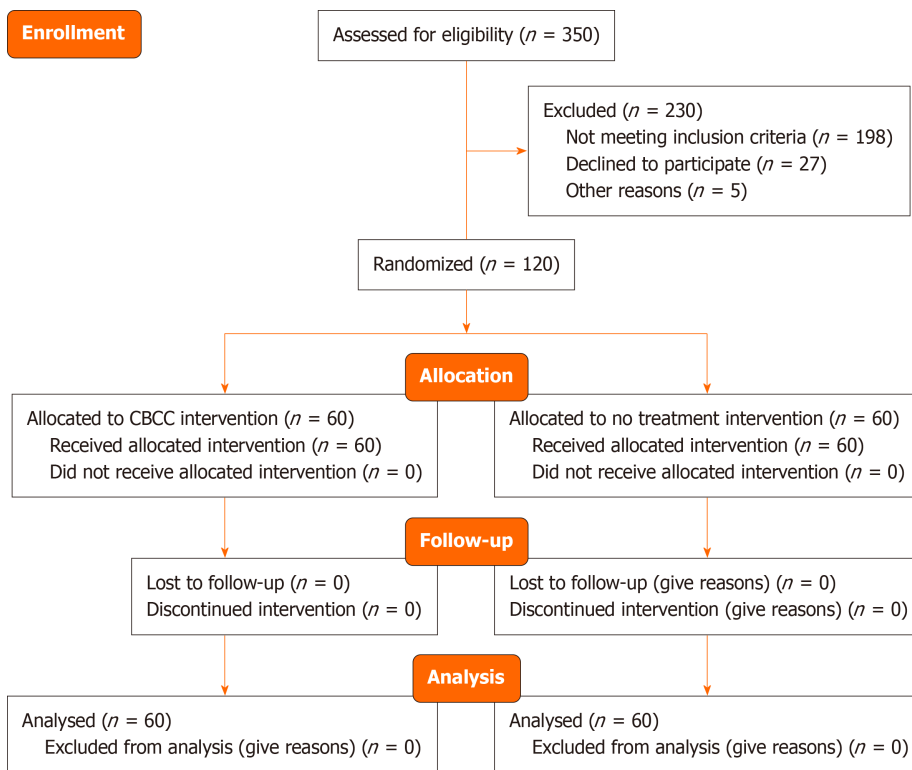 Enrollment
Assessed for eligibility (n = 350)
Excluded (n = 230)
Not meeting inclusion criteria (n = 198)
Declined to participate (n = 27)
Other reasons (n = 5)
Randomized (n = 120)
Allocation
Allocated to CBCC intervention (n = 60)
Received allocated intervention (n = 60)
Did not receive allocated intervention (n = 0)
Allocated to no treatment intervention (n = 60)
Received allocated intervention (n = 60)
Did not receive allocated intervention (n = 0)
Follow-up
Lost to follow-up (n = 0)
Discontinued intervention (n = 0)
Lost to follow-up (give reasons) (n = 0)
Discontinued intervention (give reasons) (n = 0)
Analysis
Analysed (n = 60)
Excluded from analysis (give reasons) (n = 0)
Analysed (n = 60)
Excluded from analysis (give reasons) (n = 0)